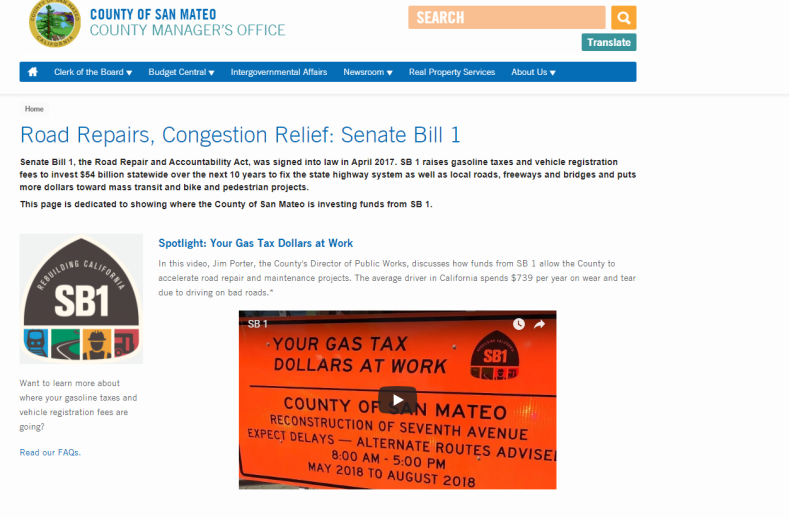 COUNTY OF SAN MATEO
COUNTY MANAGER'S OFFICE
CALIFORNIA
SEARCH
Translate
Clerk of the Board
Budget Central
Intergovernmental Affairs
Newsroom
Real Property Services
About Us
Home
Road Repairs, Congestion Relief: Senate Bill 1
Senate Bill 1, the Road Repair and Accountability Act, was signed into law in April 2017. SB 1 raises gasoline taxes and vehicle registration
fees to invest $54 billion statewide over the next 10 years to fix the state highway system as well as local roads, freeways and bridges and puts
more dollars toward mass transit and bike and pedestrian projects.
This page is dedicated to showing where the County of San Mateo is investing funds from SB 1.
REBUILDING CALIFORNIA
SB1
Want to learn more about
where your gasoline taxes and
vehicle registration fees are
going?
Read our FAQs.
Spotlight: Your Gas Tax Dollars at Work
In this video, Jim Porter, the County's Director of Public Works, discusses how funds from SB 1 allow the County to
accelerate road repair and maintenance projects. The average driver in California spends $739 per year on wear and tear
due to driving on bad roads.*
SB 1
YOUR GAS TAX
DOLLARS AT WORK
REBUILDING CALIFORNIA
SB1
COUNTY OF SAN MATEO
RECONSTRUCTION OF SEVENTH AVENUE
EXPECT DELAYS — ALTERNATE ROUTES ADVISE
8:00 AM - 5:00 PM
MAY 2018 TO AUGUST 2018